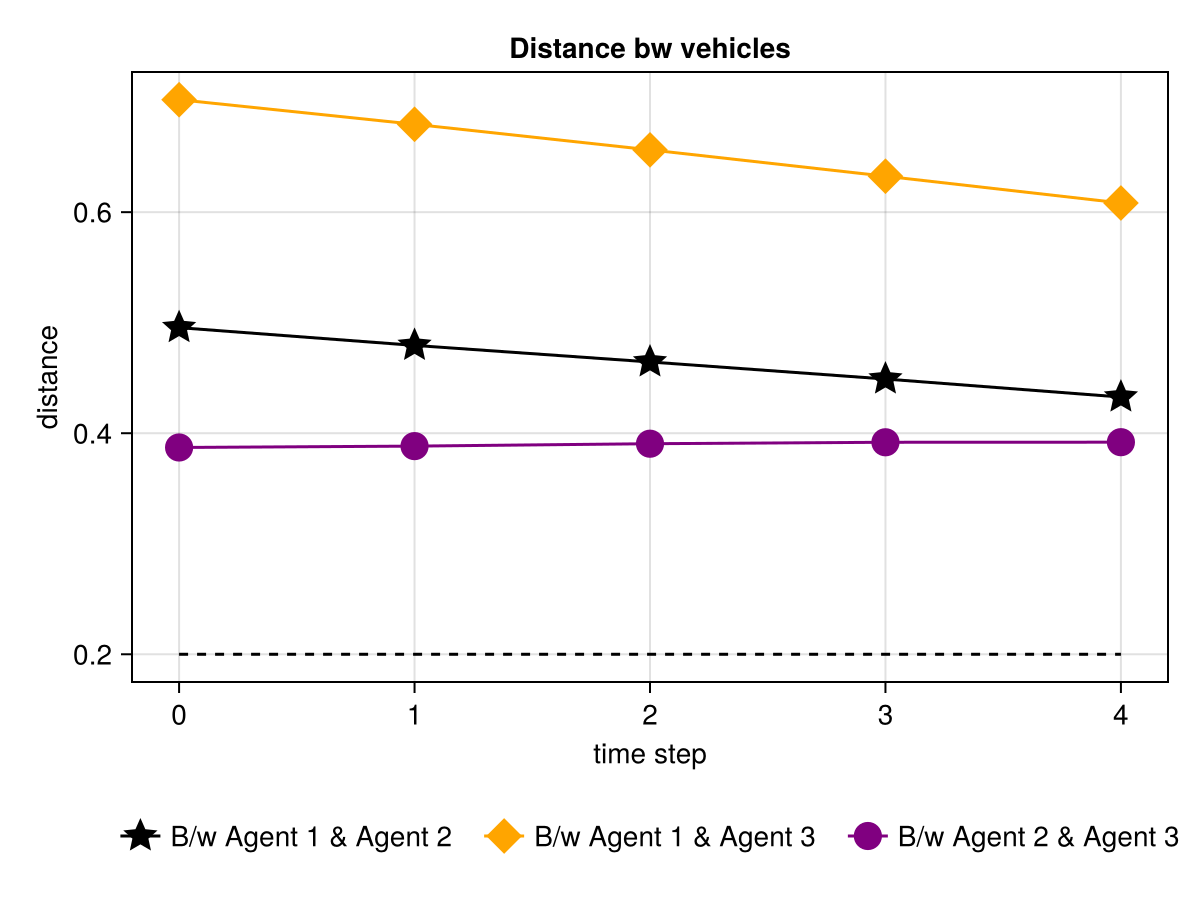 Distance bw vehicles
0.6
0.4
0.2
distance
0 1 2 3 4
time step
B/w Agent 1 & Agent 2 B/w Agent 1 & Agent 3 B/w Agent 2 & Agent 3